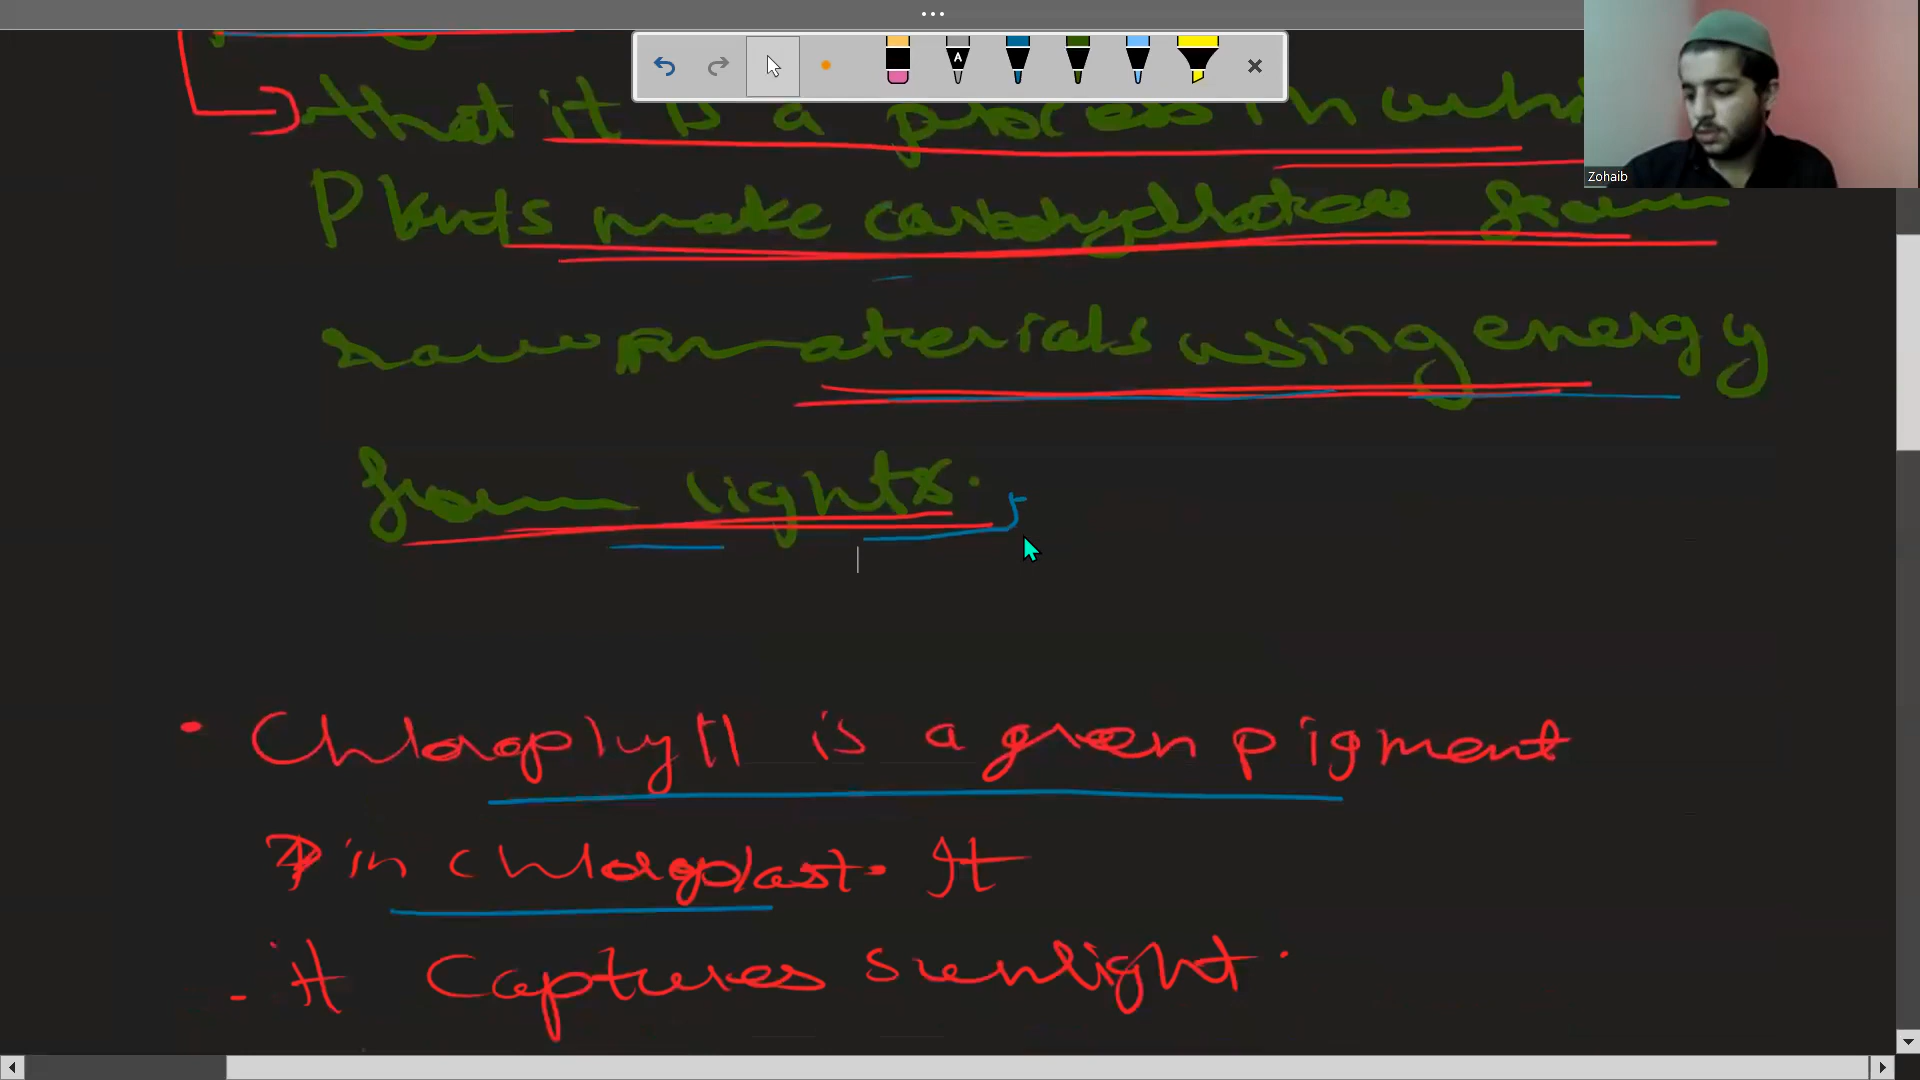 Zohaib
that it is a process in whi
Plants make carbohydrates from
raw materials using energy
from lights.
• Chlorophyll is a green pigment
in chloroplast. It
- it Captures sunlight.